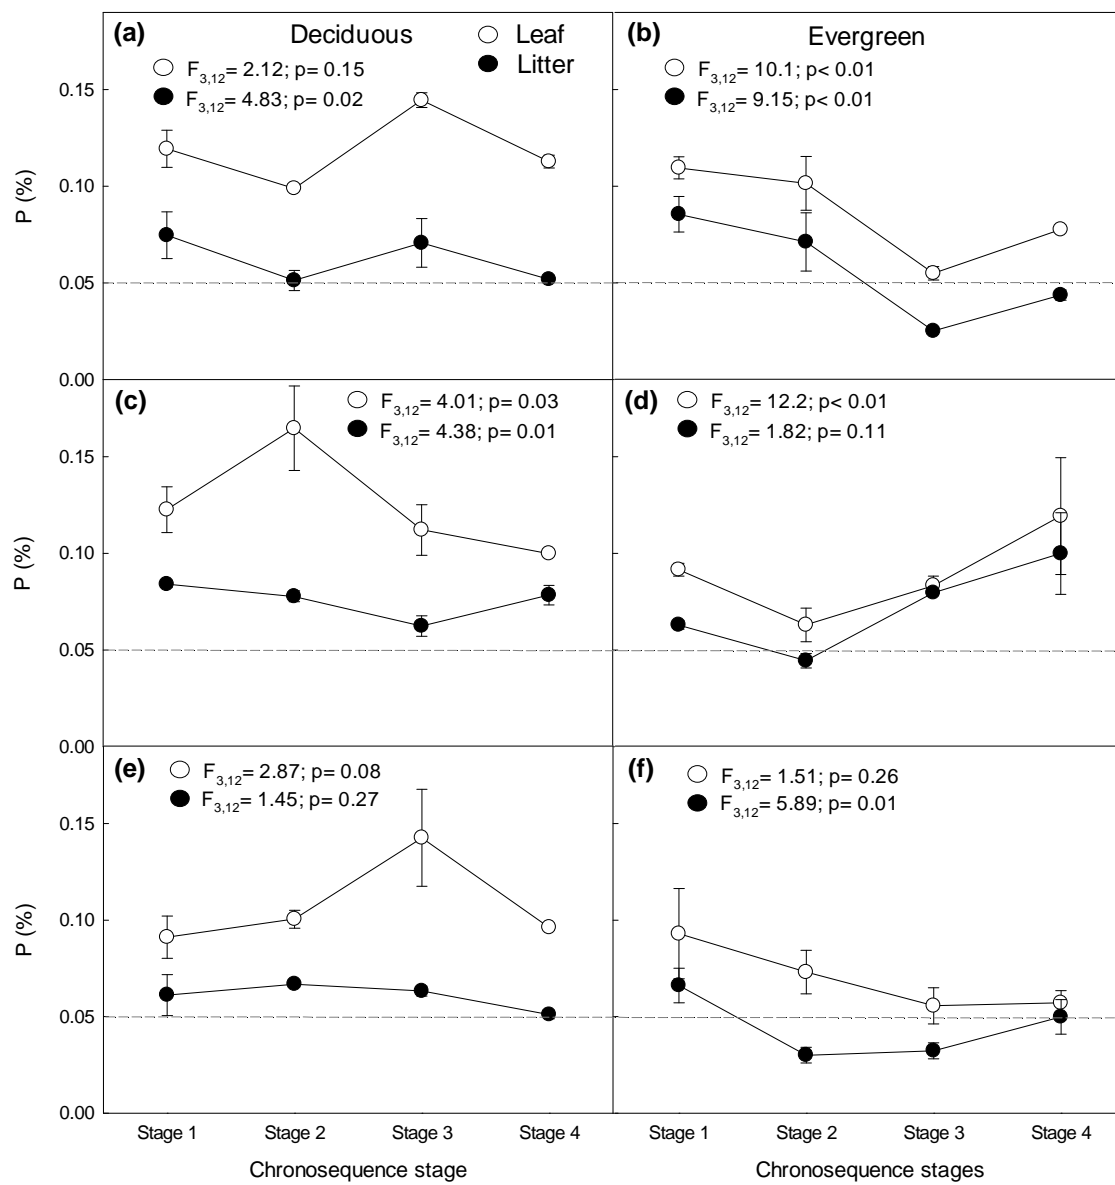 (a) Deciduous Leaf
Litter
F3,12= 2.12; p= 0.15
F3,12= 4.83; p= 0.02
(b) Evergreen
F3,12= 10.1; p< 0.01
F3,12= 9.15; p< 0.01
P (%)
0.15
0.10
0.05
0.00
(c)
F3,12= 4.01; p= 0.03
F3,12= 4.38; p= 0.01
(d)
F3,12= 12.2; p< 0.01
F3,12= 1.82; p= 0.11
P (%)
0.15
0.10
0.05
0.00
(e)
F3,12= 2.87; p= 0.08
F3,12= 1.45; p= 0.27
(f)
F3,12= 1.51; p= 0.26
F3,12= 5.89; p= 0.01
P (%)
0.15
0.10
0.05
0.00
Stage 1 Stage 2 Stage 3 Stage 4
Stage 1 Stage 2 Stage 3 Stage 4
Chronosequence stage
Chronosequence stages